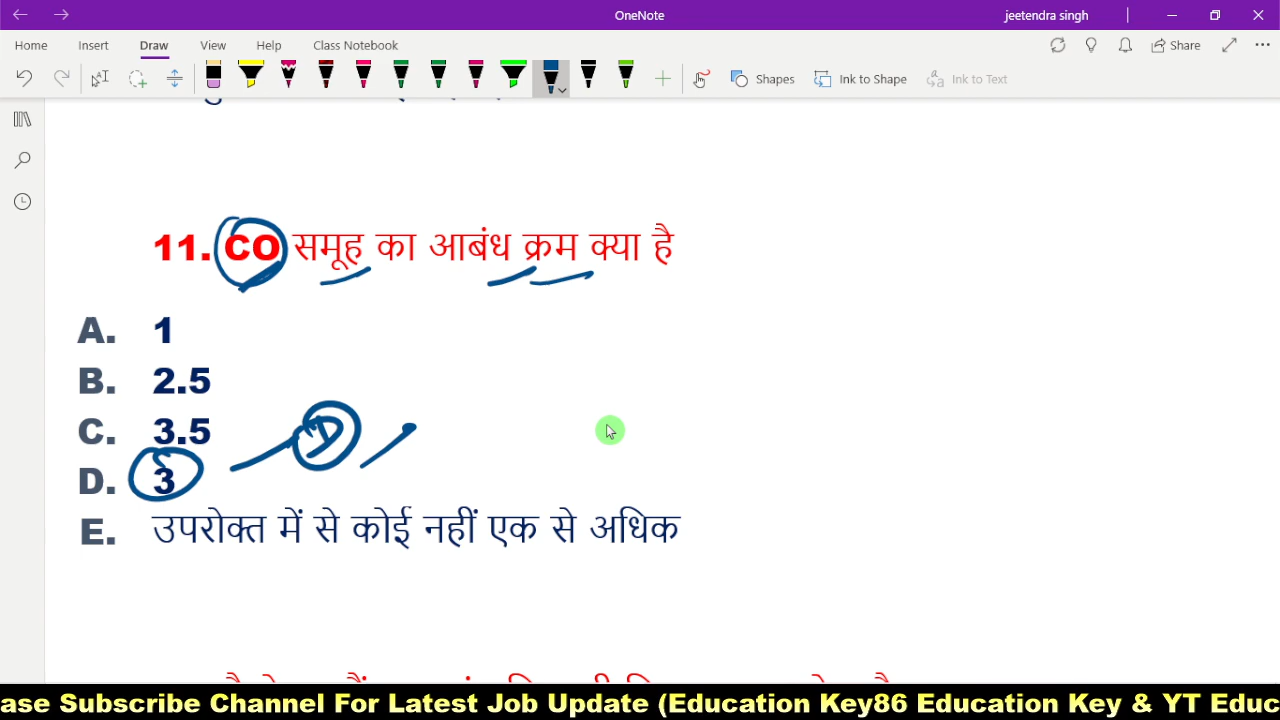 OneNote
jeetendra singh
Home Insert Draw View Help Class Notebook
Share
Shapes Ink to Shape Ink to Text
11. CO समूह का आबंध क्रम क्या है
A. 1
B. 2.5
C. 3.5
D
D. 3
E. उपरोक्त में से कोई नहीं एक से अधिक
ase Subscribe Channel For Latest Job Update (Education Key86 Education Key & YT Educ